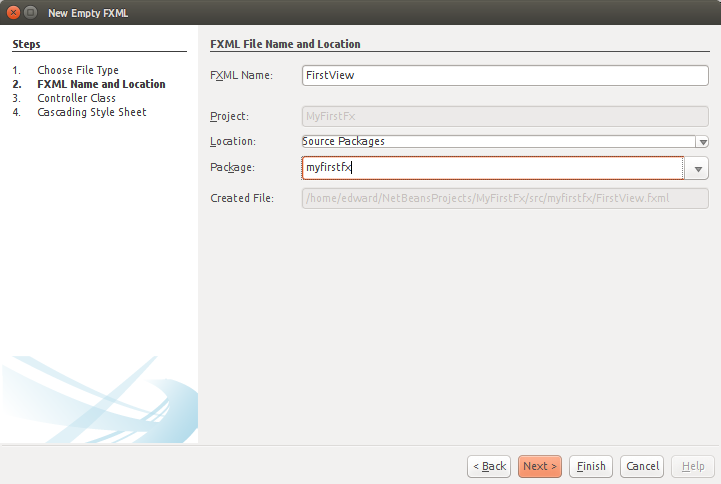 New Empty FXML
Steps
1. Choose File Type
2. FXML Name and Location
3. Controller Class
4. Cascading Style Sheet
FXML File Name and Location
FXML Name: FirstView
Project: MyFirstFx
Location: Source Packages
Package: myfirstfx
Created File: /home/edward/NetBeansProjects/MyFirstFx/src/myfirstfx/FirstView.fxml
< Back Next > Finish Cancel Help